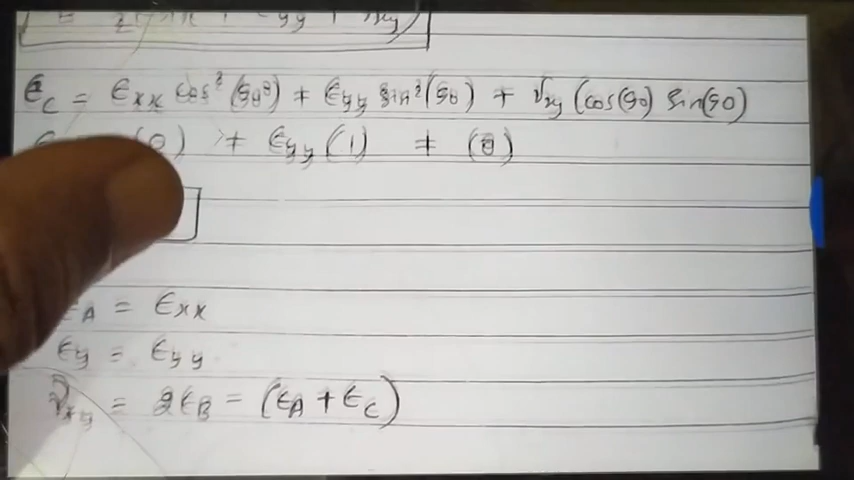 ϵ_C = ϵ_xx cos²(90°) + ϵ_yy sin²(90) + γ_xy (cos(90) sin(90)
(0) + ϵ_yy (1) + (0)
ϵ_A = ϵ_xx
ϵ_y = ϵ_yy
γ_xy = 2ϵ_B = (ϵ_A + ϵ_C)